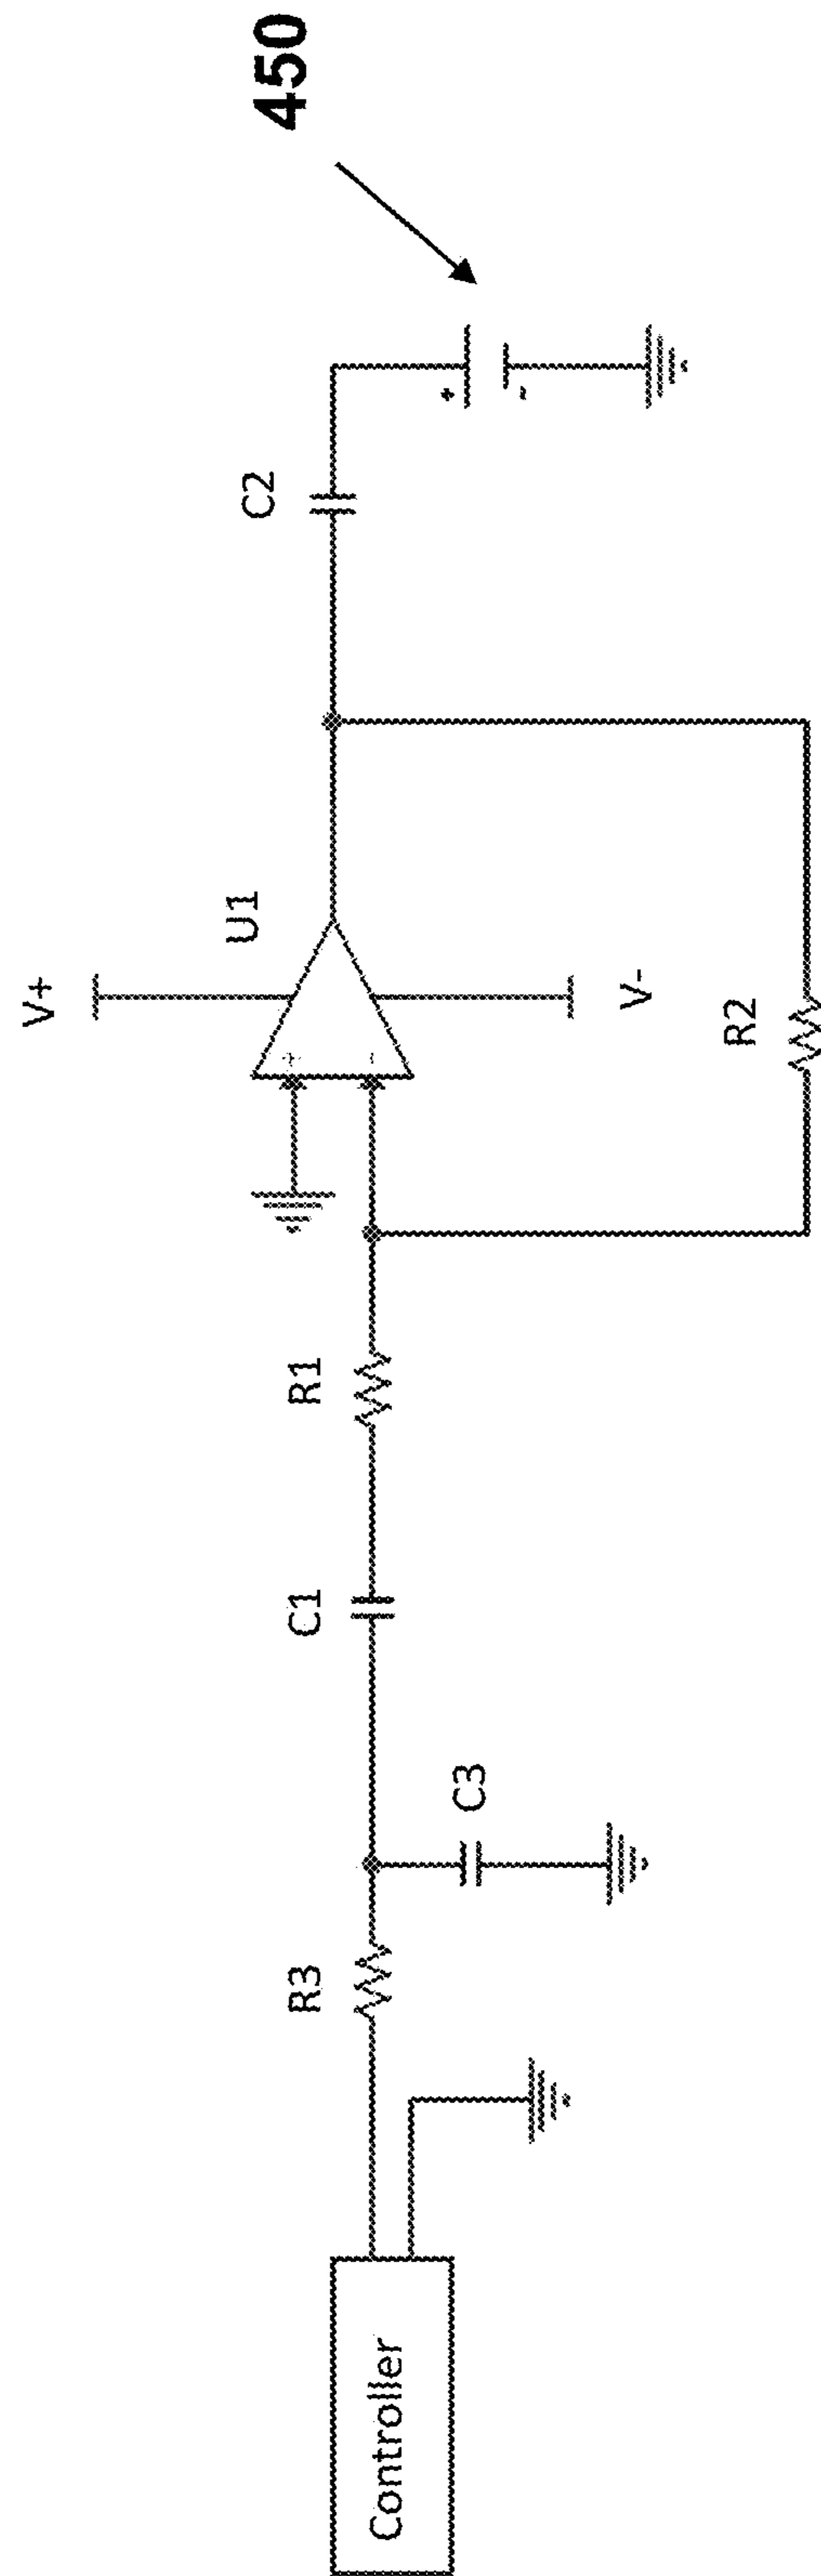 450
V+
U1
C2
+
-
+
-
V-
R2
R1
C1
C3
R3
Controller